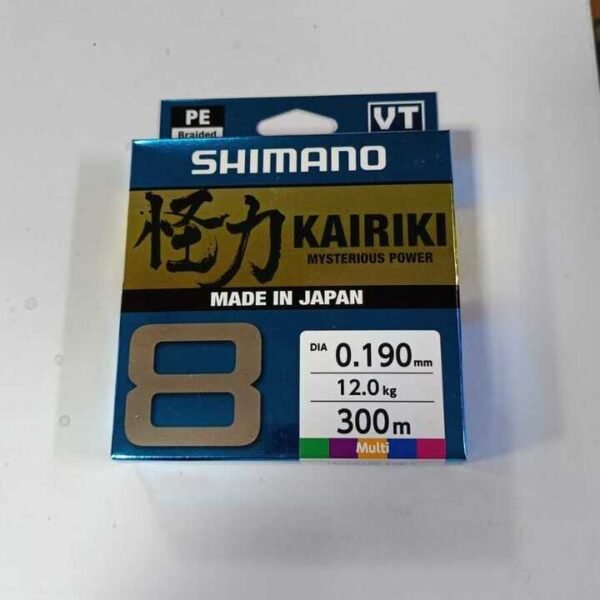 PE
Braided
VT
SHIMANO
怪力 KAIRIKI
MYSTERIOUS POWER
MADE IN JAPAN
8
DIA 0.190mm
12.0kg
300m
Multi